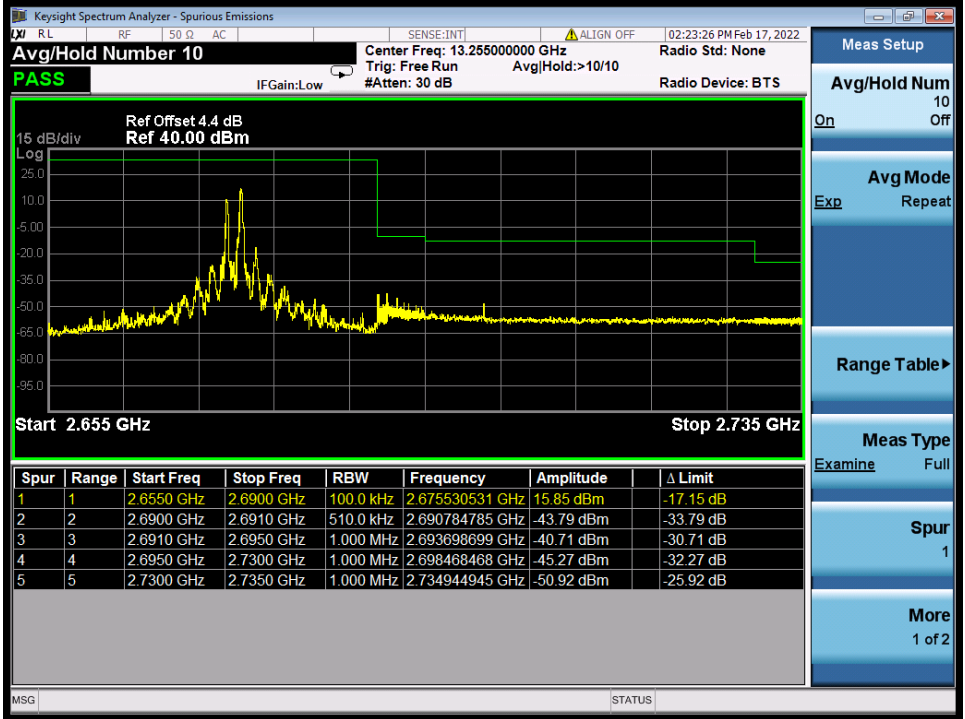 Keysight Spectrum Analyzer - Spurious Emissions
LXI RL RF 50 Ω AC SENSE:INT ALIGN OFF 02:23:26 PM Feb 17, 2022
Avg/Hold Number 10 Center Freq: 13.255000000 GHz Radio Std: None
Trig: Free Run Avg|Hold:>10/10
PASS IFGain:Low #Atten: 30 dB Radio Device: BTS
Ref Offset 4.4 dB
15 dB/div Ref 40.00 dBm
Log
25.0
10.0
-5.00
-20.0
-35.0
-50.0
-65.0
-80.0
-95.0
Start 2.655 GHz Stop 2.735 GHz
Spur Range Start Freq Stop Freq RBW Frequency Amplitude Δ Limit
1 1 2.6550 GHz 2.6900 GHz 100.0 kHz 2.675530531 GHz 15.85 dBm -17.15 dB
2 2 2.6900 GHz 2.6910 GHz 510.0 kHz 2.690784785 GHz -43.79 dBm -33.79 dB
3 3 2.6910 GHz 2.6950 GHz 1.000 MHz 2.693698699 GHz -40.71 dBm -30.71 dB
4 4 2.6950 GHz 2.7300 GHz 1.000 MHz 2.698468468 GHz -45.27 dBm -32.27 dB
5 5 2.7300 GHz 2.7350 GHz 1.000 MHz 2.734944945 GHz -50.92 dBm -25.92 dB
MSG STATUS
Meas Setup
Avg/Hold Num
10
On Off
Avg Mode
Exp Repeat
Range Table
Meas Type
Examine Full
Spur
1
More
1 of 2